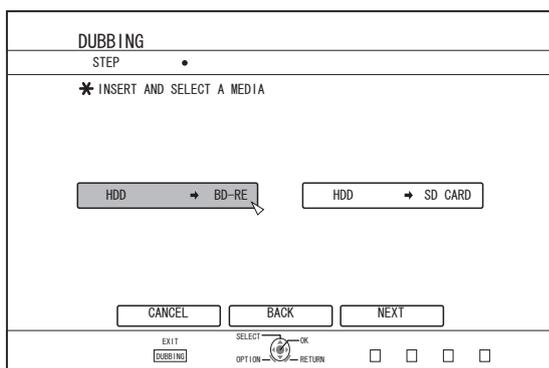 DUBBING
STEP ●
✱ INSERT AND SELECT A MEDIA
HDD ➡ BD-RE
HDD ➡ SD CARD
CANCEL
BACK
NEXT
EXIT
DUBBING
SELECT
OK
OPTION
RETURN